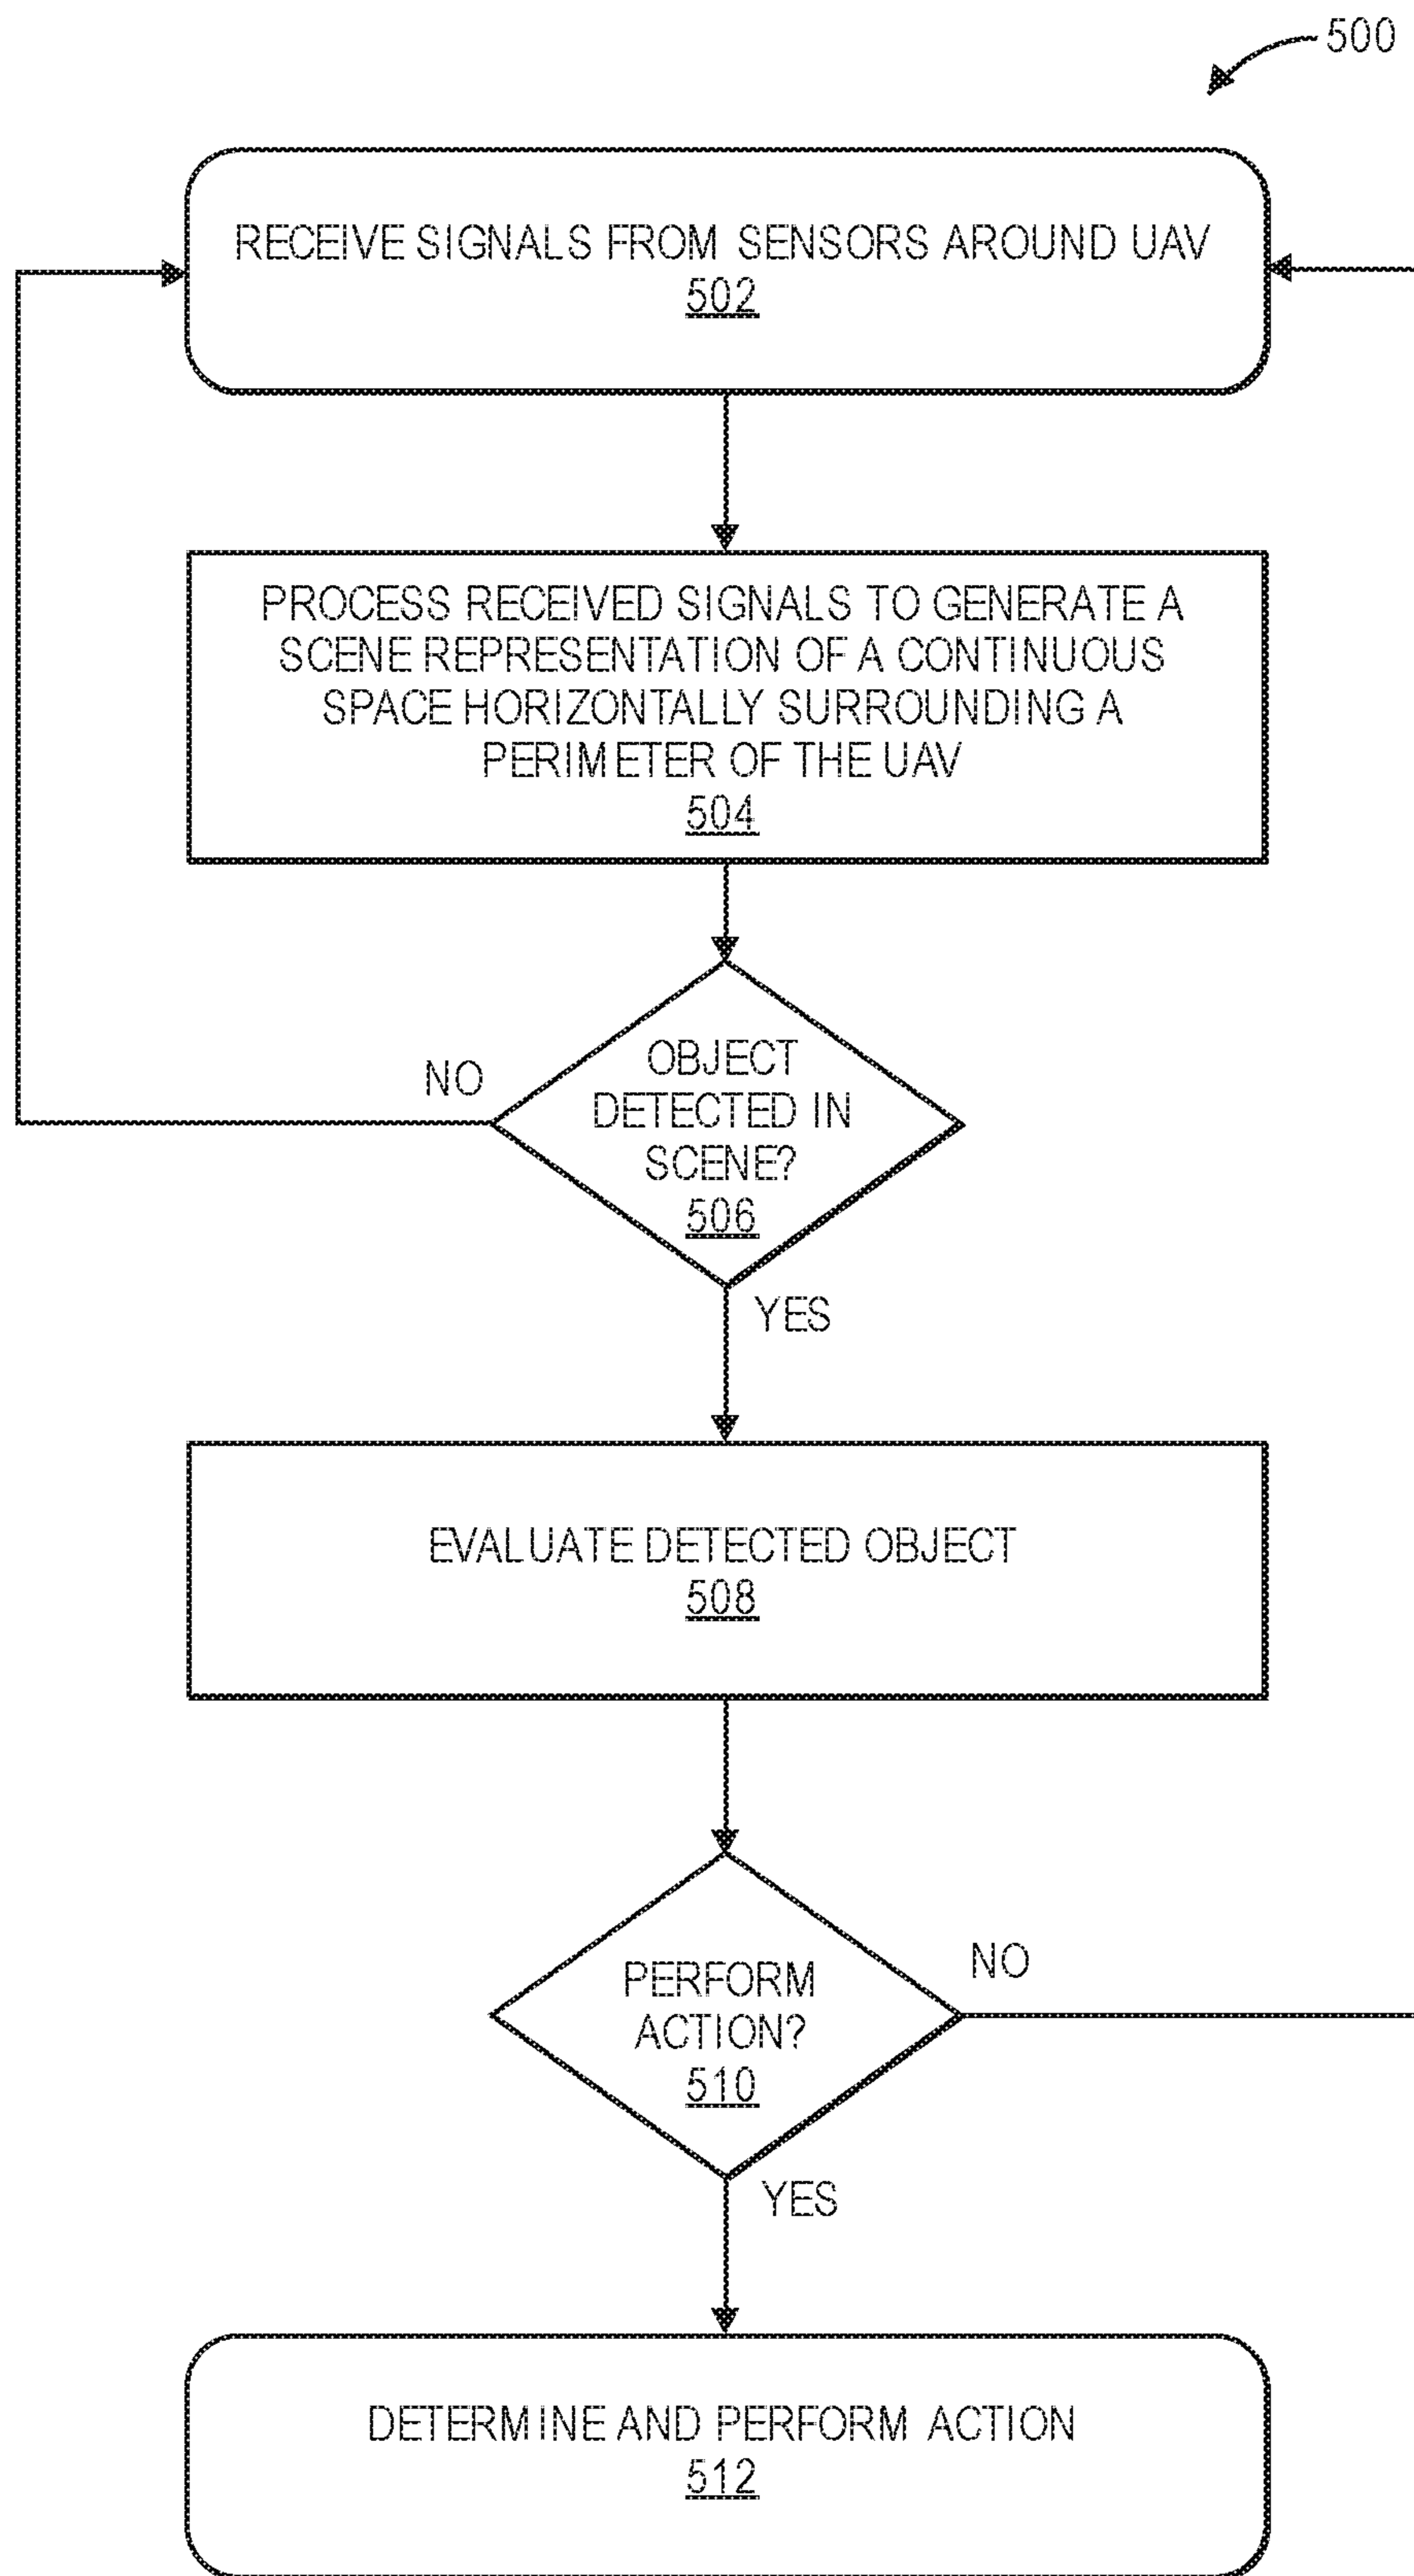 500
RECEIVE SIGNALS FROM SENSORS AROUND UAV
502
PROCESS RECEIVED SIGNALS TO GENERATE A
SCENE REPRESENTATION OF A CONTINUOUS
SPACE HORIZONTALLY SURROUNDING A
PERIMETER OF THE UAV
504
OBJECT
DETECTED IN
SCENE?
506
NO
YES
EVALUATE DETECTED OBJECT
508
PERFORM
ACTION?
510
NO
YES
DETERMINE AND PERFORM ACTION
512